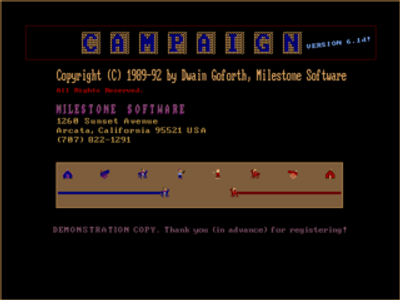 CAMPAIGN VERSION 6.1d!
Copyright (C) 1989-92 by Dwain Goforth, Milestone Software
All Rights Reserved.
MILESTONE SOFTWARE
1260 Sunset Avenue
Arcata, California 95521 USA
(707) 822-1291
DEMONSTRATION COPY. Thank you (in advance) for registering!